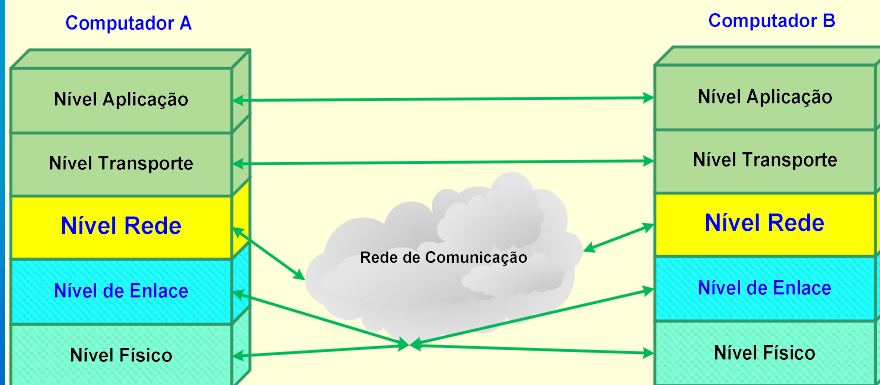 Computador A
Computador B
Nível Aplicação
Nível Aplicação
Nível Transporte
Nível Transporte
Nível Rede
Nível Rede
Rede de Comunicação
Nível de Enlace
Nível de Enlace
Nível Físico
Nível Físico